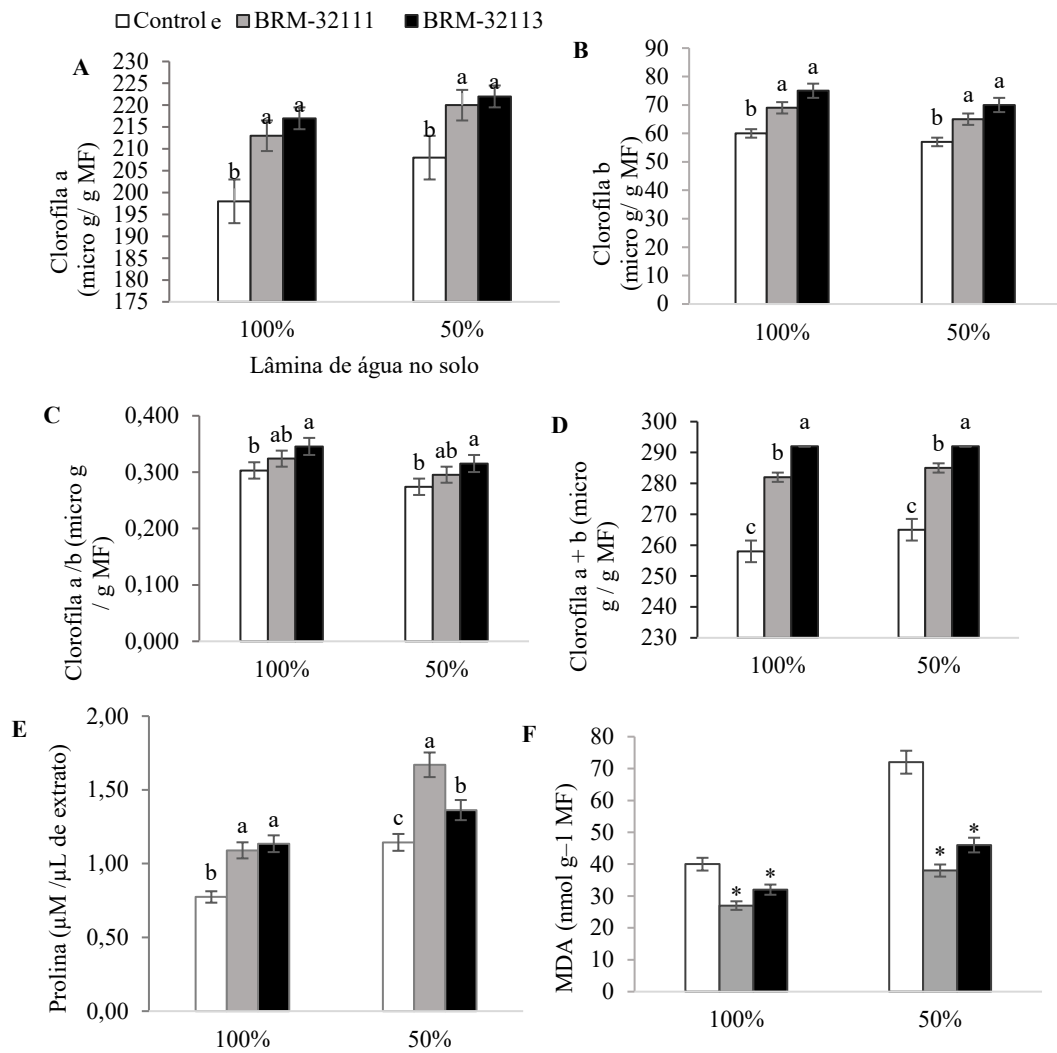 Control e BRM-32111 BRM-32113
A
Clorofila a
(micro g/ g MF)
230
225
220
215
210
205
200
195
190
185
180
175
b
a
a
b
a
a
100%
50%
Lâmina de água no solo
B
Clorofila b
(micro g/ g MF)
90
80
70
60
50
40
30
20
10
0
b
a
a
b
a
a
100%
50%
C
Clorofila a /b (micro g
/ g MF)
0,400
0,300
0,200
0,100
0,000
b
ab
a
b
ab
a
100%
50%
D
Clorofila a + b (micro
g / g MF)
300
290
280
270
260
250
240
230
c
b
a
c
b
a
100%
50%
E
Prolina (µM /µL de extrato)
2,00
1,50
1,00
0,50
0,00
b
a
a
c
a
b
100%
50%
F
MDA (nmol g–1 MF)
80
70
60
50
40
30
20
10
0
*
*
*
*
100%
50%